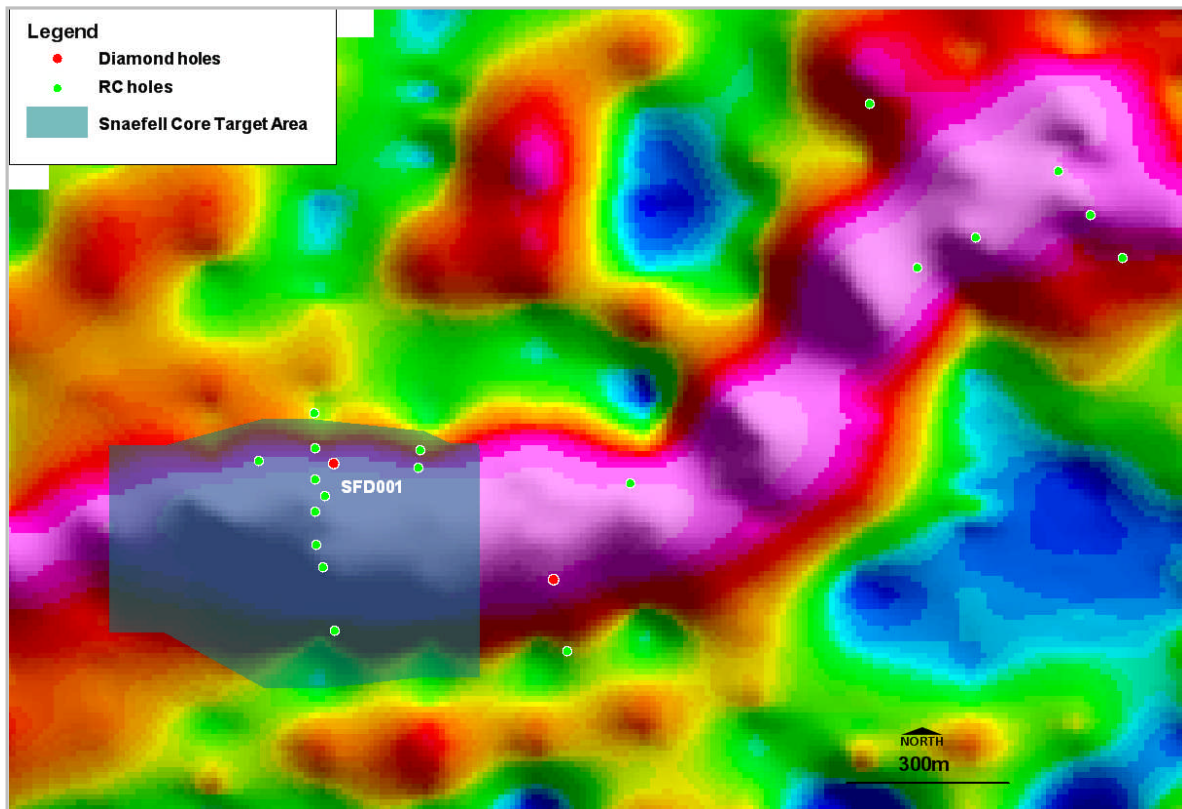 Legend
Diamond holes
RC holes
Snaefell Core Target Area
SFD001
NORTH
300m